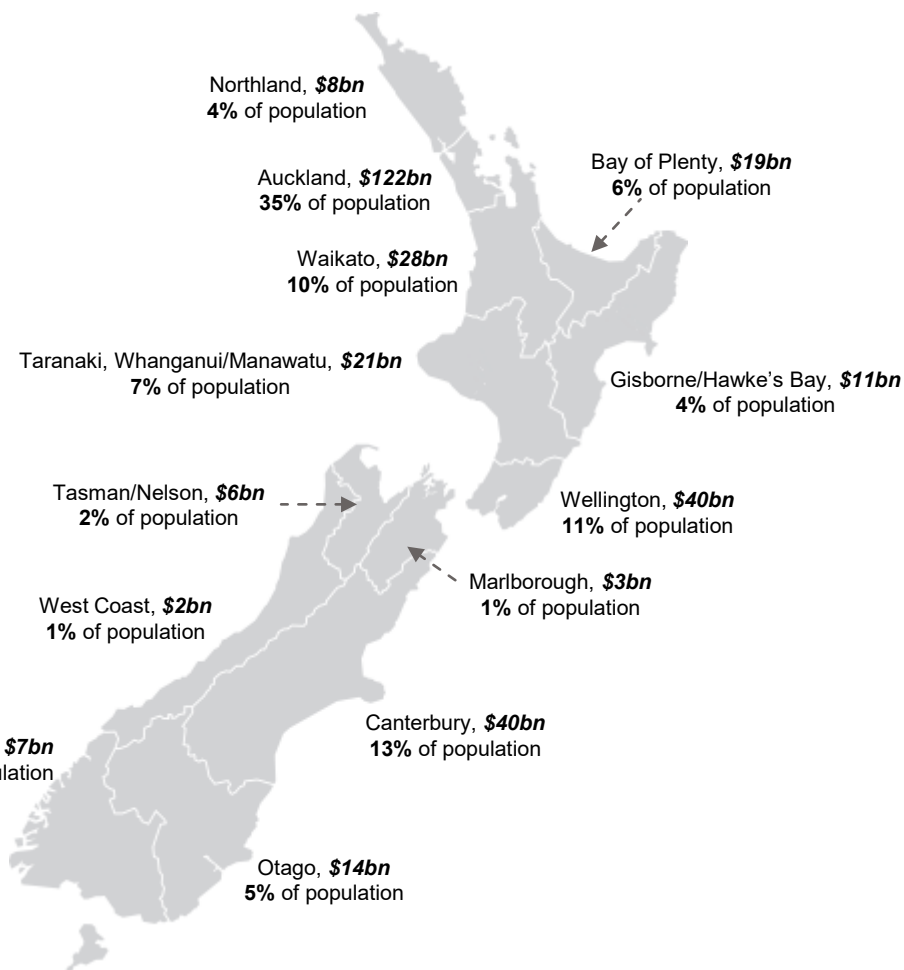 Northland, $8bn
4% of population
Auckland, $122bn
35% of population
Bay of Plenty, $19bn
6% of population
Waikato, $28bn
10% of population
Taranaki, Whanganui/Manawatu, $21bn
7% of population
Gisborne/Hawke's Bay, $11bn
4% of population
Tasman/Nelson, $6bn
2% of population
Wellington, $40bn
11% of population
Marlborough, $3bn
1% of population
West Coast, $2bn
1% of population
Canterbury, $40bn
13% of population
$7bn
Otago, $14bn
5% of population